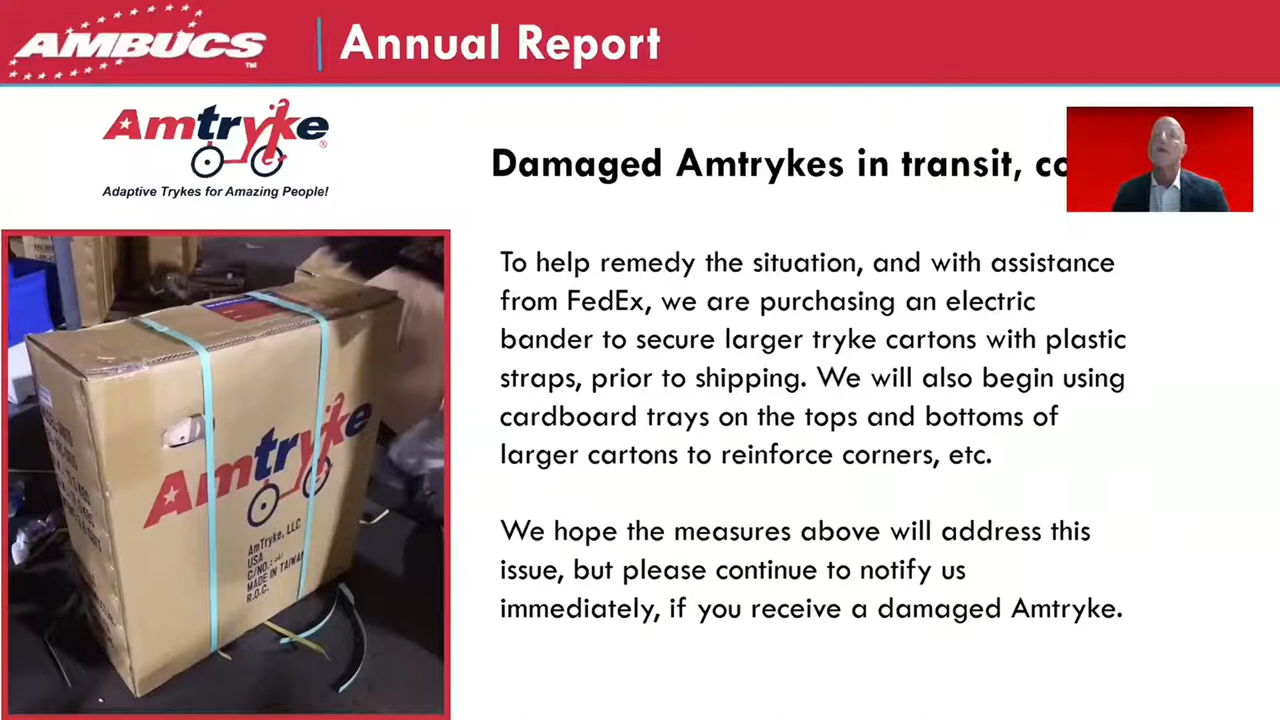 AMBUCS
TM
Annual Report
Amtryke
®
Adaptive Trykes for Amazing People!
Damaged Amtrykes in transit,
To help remedy the situation, and with assistance
from FedEx, we are purchasing an electric
bander to secure larger tryke cartons with plastic
straps, prior to shipping. We will also begin using
cardboard trays on the tops and bottoms of
larger cartons to reinforce corners, etc.
We hope the measures above will address this
issue, but please continue to notify us
immediately, if you receive a damaged Amtryke.
Amtryke
AmTryke, LLC
USA
C/NO.:
MADE IN TAIWAN
R.O.C.